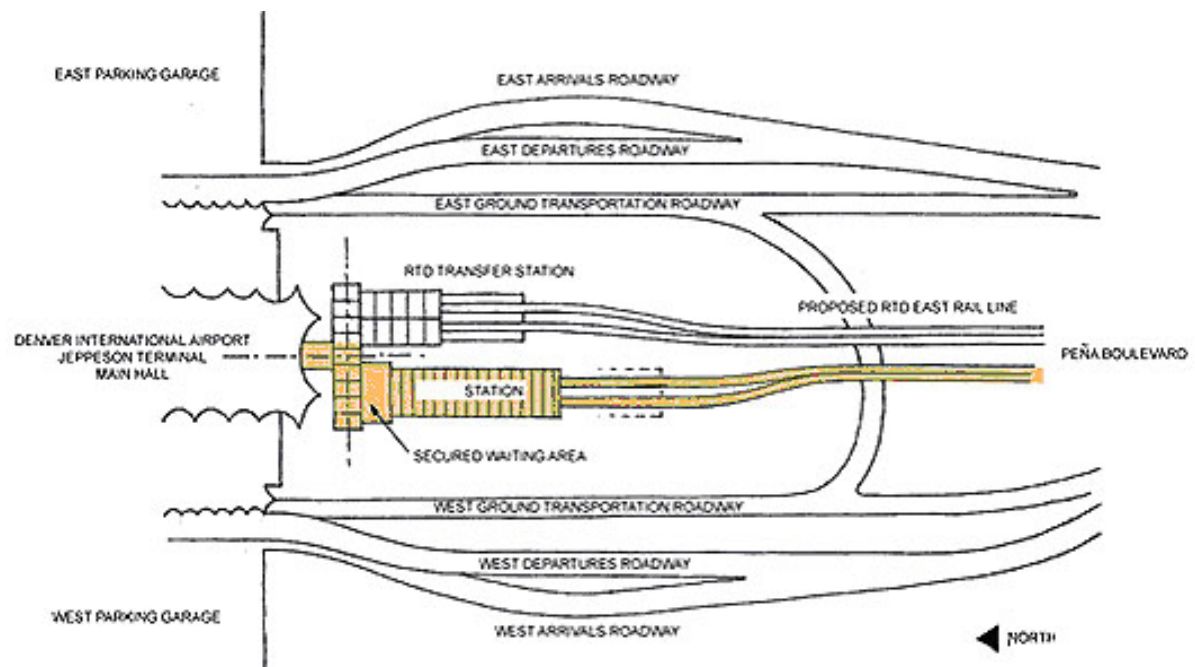 EAST PARKING GARAGE
EAST ARRIVALS ROADWAY
EAST DEPARTURES ROADWAY
EAST GROUND TRANSPORTATION ROADWAY
RTD TRANSFER STATION
PROPOSED RTD EAST RAIL LINE
DENVER INTERNATIONAL AIRPORT
JEPPESON TERMINAL
MAIN HALL
PEÑA BOULEVARD
STATION
SECURED WAITING AREA
WEST GROUND TRANSPORTATION ROADWAY
WEST DEPARTURES ROADWAY
WEST PARKING GARAGE
WEST ARRIVALS ROADWAY
NORTH